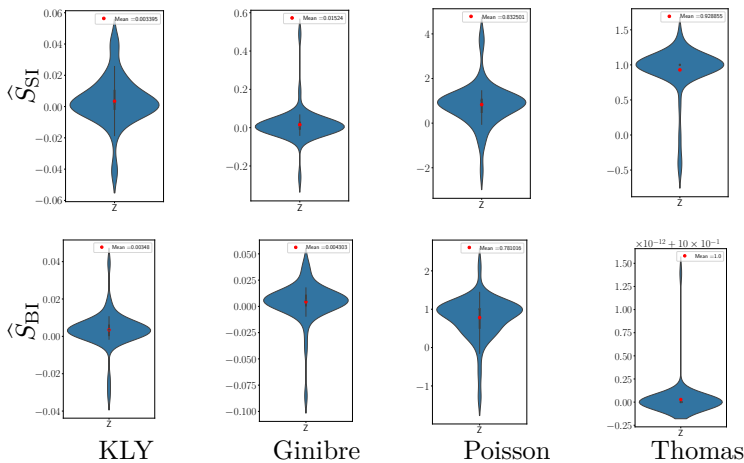 Ŝ_SI
0.06
0.04
0.02
0.00
−0.02
−0.04
−0.06
Mean =0.003395
Z
0.6
0.4
0.2
0.0
−0.2
Mean =0.01524
Z
4
2
0
−2
Mean =0.832501
Z
1.5
1.0
0.5
0.0
−0.5
Mean =0.928855
Z
Ŝ_BI
0.04
0.02
0.00
−0.02
−0.04
Mean =0.00348
Z
0.050
0.025
0.000
−0.025
−0.050
−0.075
−0.100
Mean =0.004303
Z
2
1
0
−1
Mean =0.781016
Z
×10⁻¹² + 10 × 10⁻¹
1.50
1.25
1.00
0.75
0.50
0.25
0.00
−0.25
Mean =1.0
Z
KLY Ginibre Poisson Thomas